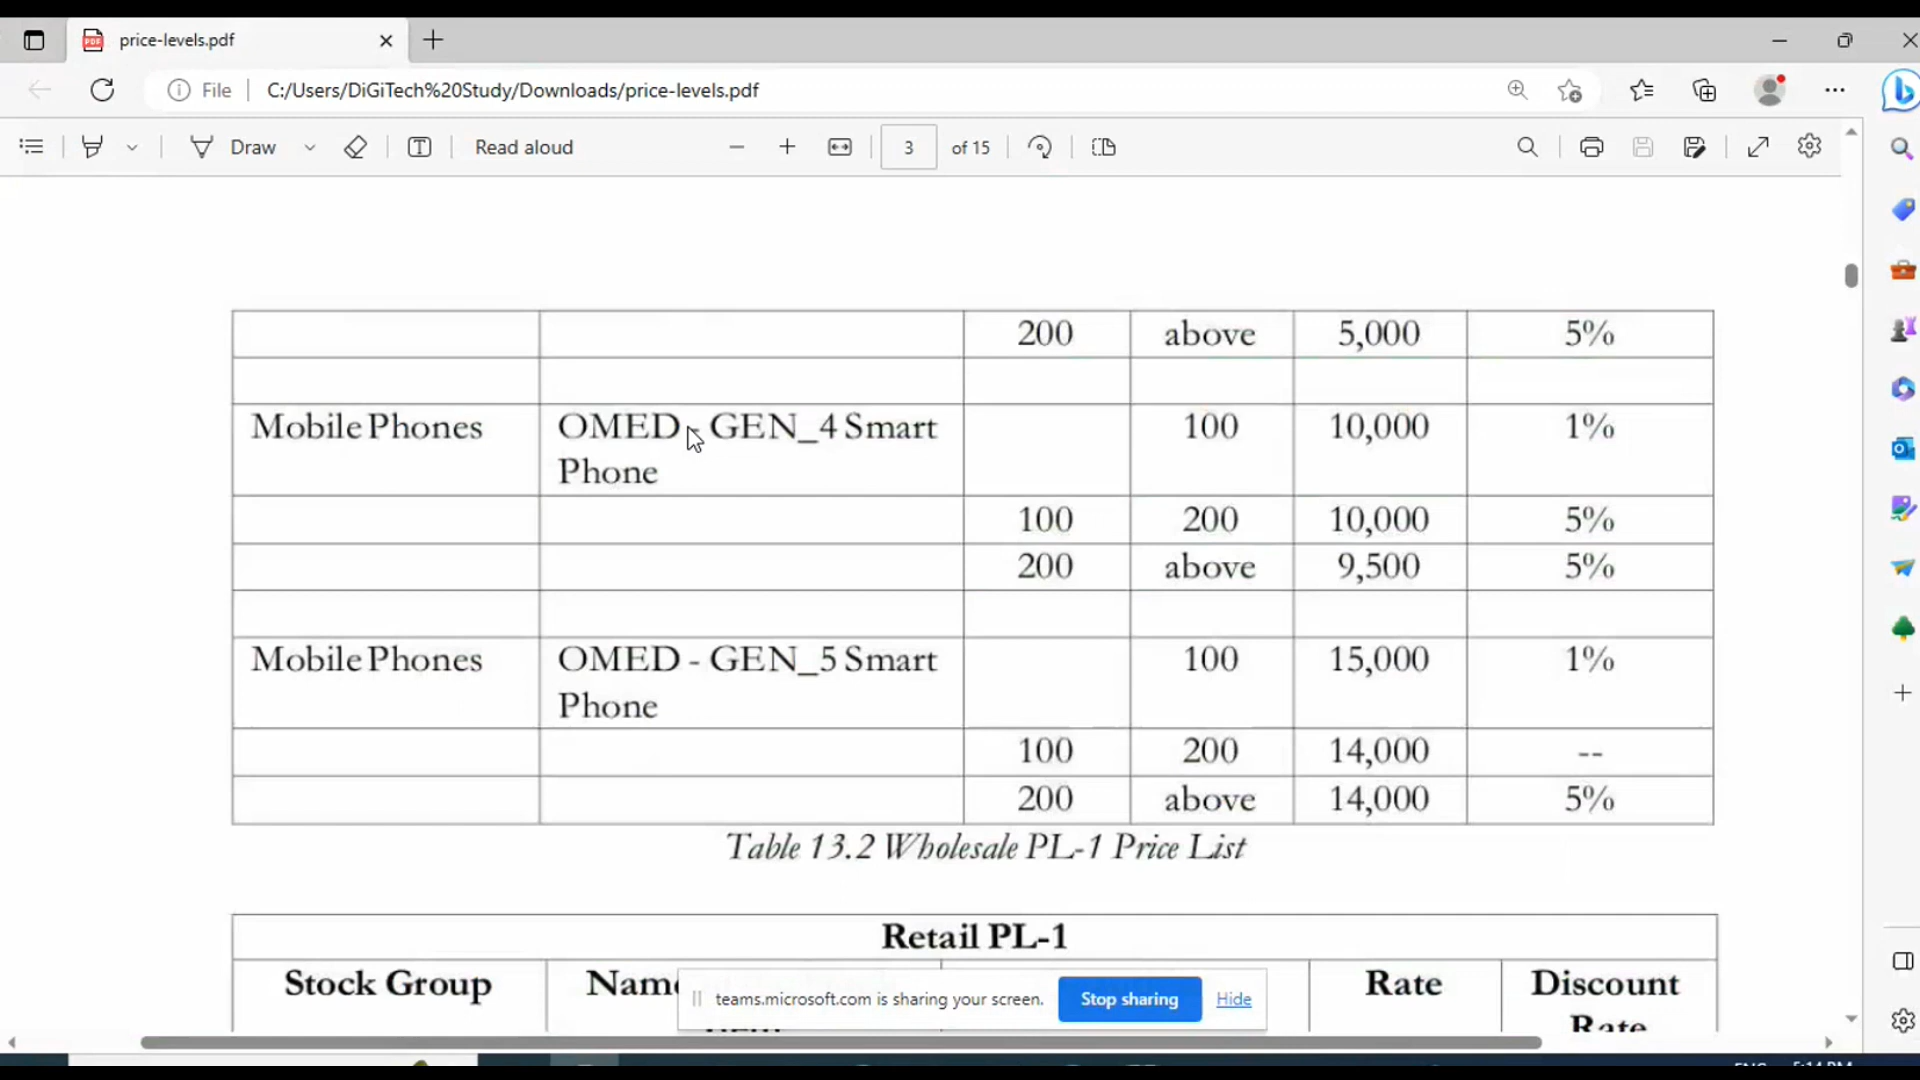 price-levels.pdf
File C:/Users/DiGiTech%20Study/Downloads/price-levels.pdf
Draw Read aloud 3 of 15
200 above 5,000 5%
Mobile Phones OMED - GEN_4 Smart 100 10,000 1%
Phone
100 200 10,000 5%
200 above 9,500 5%
Mobile Phones OMED - GEN_5 Smart 100 15,000 1%
Phone
100 200 14,000 --
200 above 14,000 5%
Table 13.2 Wholesale PL-1 Price List
Retail PL-1
Stock Group Name Rate Discount
Rate
teams.microsoft.com is sharing your screen. Stop sharing Hide